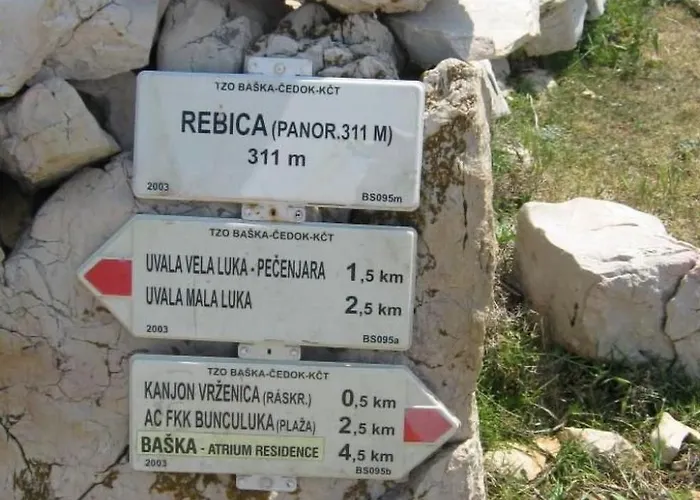 TZO BAŠKA-ČEDOK-KČT
REBICA (PANOR.311 M)
311 m
2003 BS095m
TZO BAŠKA-ČEDOK-KČT
UVALA VELA LUKA - PEČENJARA 1,5 km
UVALA MALA LUKA 2,5 km
2003 BS095a
TZO BAŠKA-ČEDOK-KČT
KANJON VRŽENICA (RÁSKR.) 0,5 km
AC FKK BUNCULUKA (PLAŽA) 2,5 km
BAŠKA - ATRIUM RESIDENCE 4,5 km
2003 BS095b